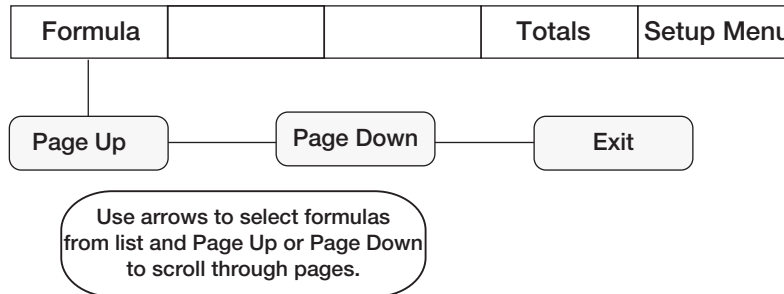 Formula Totals Setup Menu
Page Up Page Down Exit
Use arrows to select formulas
from list and Page Up or Page Down
to scroll through pages.